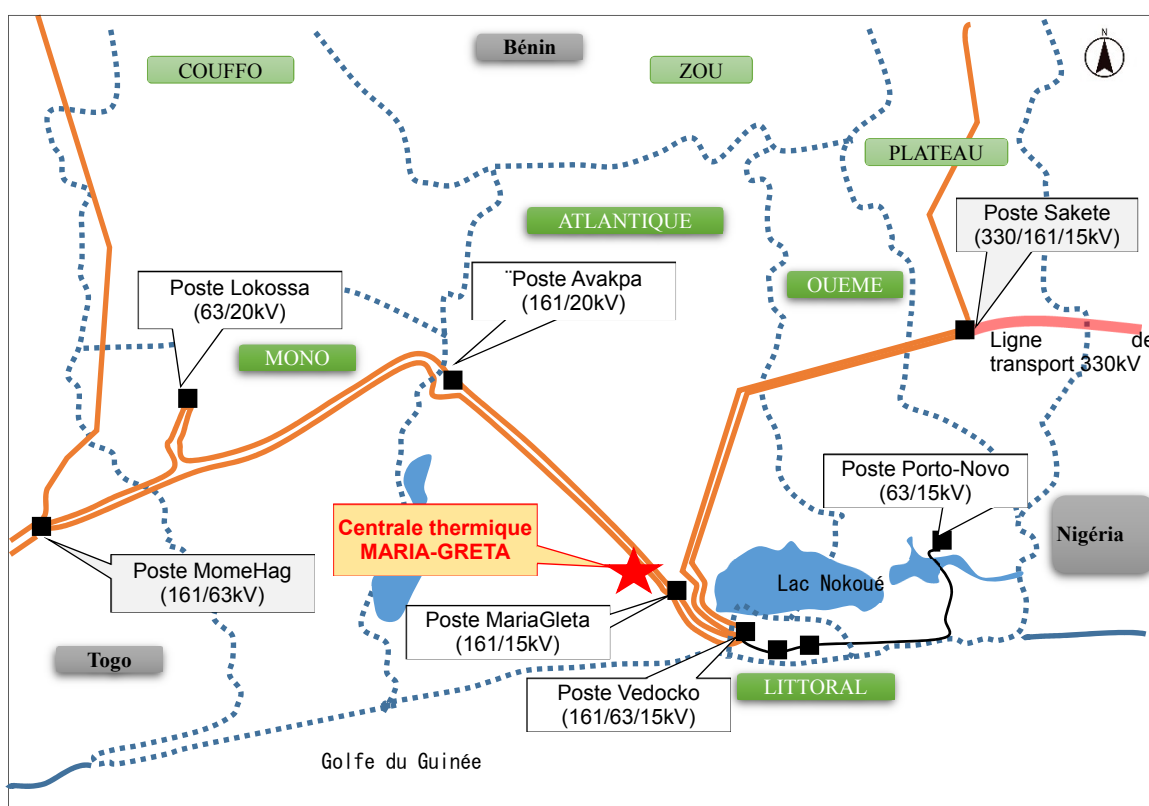 N
Bénin
COUFFO
ZOU
PLATEAU
ATLANTIQUE
Poste Sakete
(330/161/15kV)
Poste Lokossa
(63/20kV)
¨Poste Avakpa
(161/20kV)
OUEME
MONO
Ligne de
transport 330kV
Poste Porto-Novo
(63/15kV)
Centrale thermique
MARIA-GRETA
Nigéria
Poste MomeHag
(161/63kV)
Lac Nokoué
Poste MariaGleta
(161/15kV)
Togo
Poste Vedocko
(161/63/15kV)
LITTORAL
Golfe du Guinée